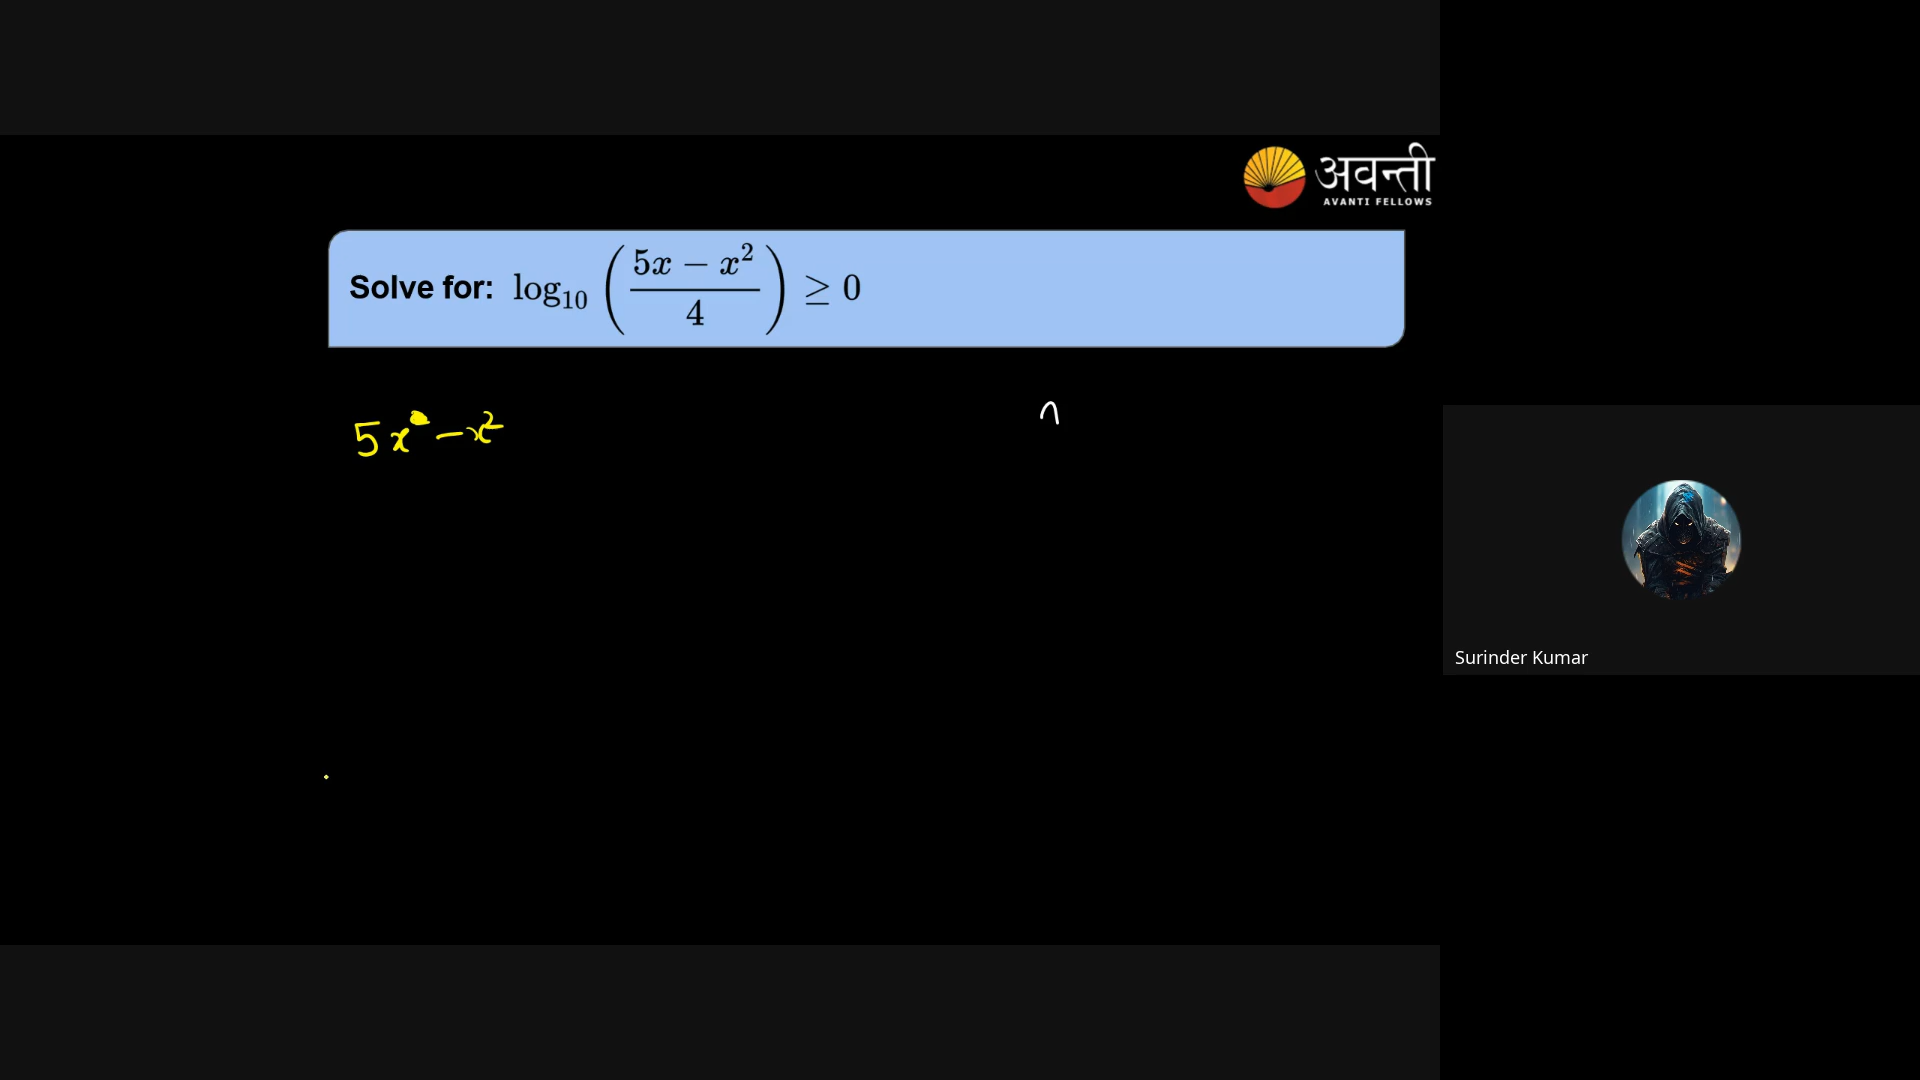 अवन्ती
AVANTI FELLOWS
Solve for: log₁₀ ((5x − x²)/4) ≥ 0
5x − x²
Surinder Kumar